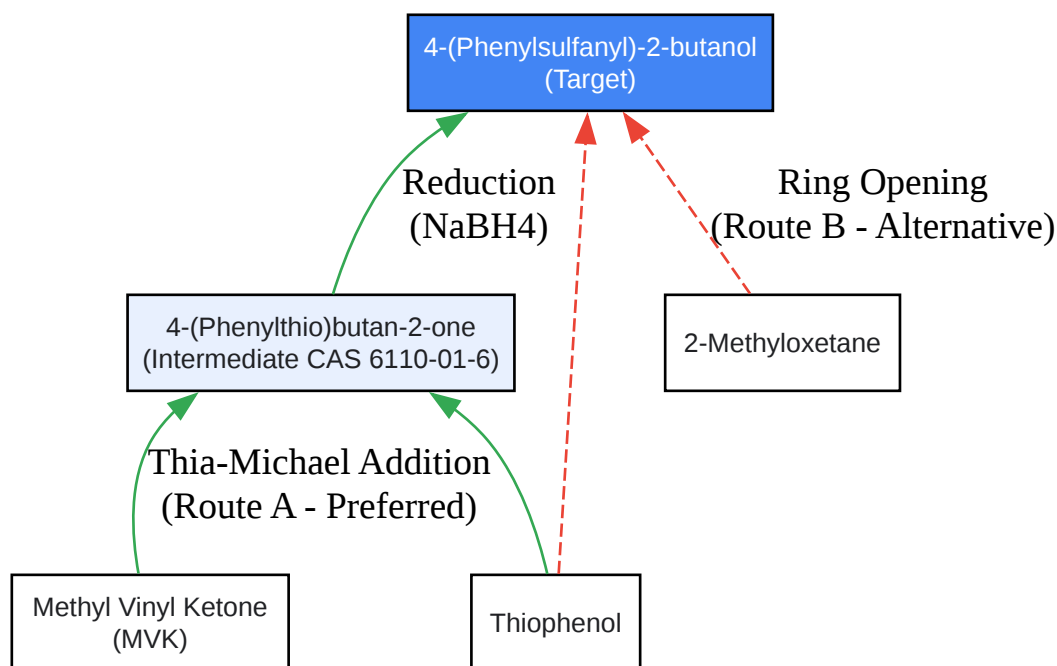 4-(Phenylsulfanyl)-2-butanol
(Target)
Reduction
(NaBH4)
Ring Opening
(Route B - Alternative)
4-(Phenylthio)butan-2-one
(Intermediate CAS 6110-01-6)
2-Methyloxetane
Thia-Michael Addition
(Route A - Preferred)
Methyl Vinyl Ketone
(MVK)
Thiophenol